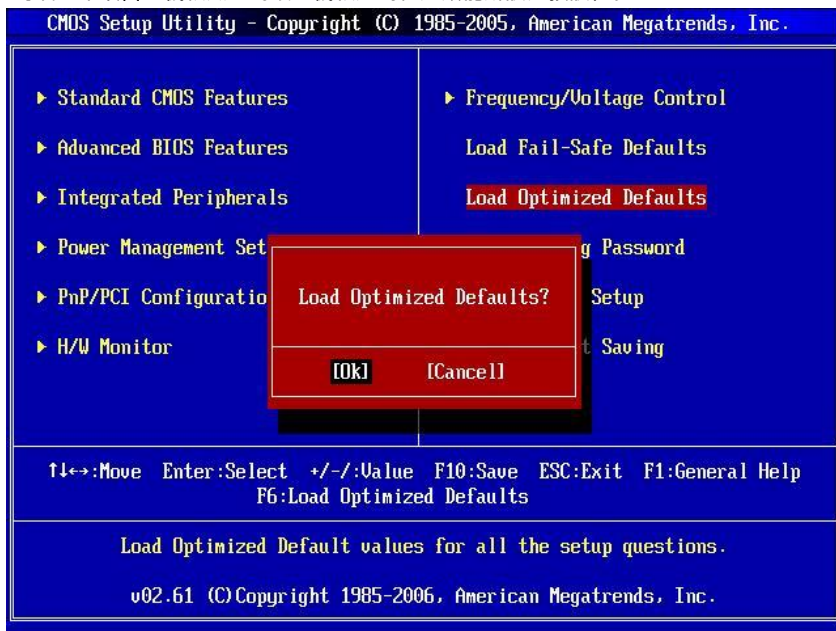 CMOS Setup Utility - Copyright (C) 1985-2005, American Megatrends, Inc.
▶ Standard CMOS Features
▶ Advanced BIOS Features
▶ Integrated Peripherals
▶ Power Management Set
▶ PnP/PCI Configuratio
▶ H/W Monitor
▶ Frequency/Voltage Control
Load Fail-Safe Defaults
Load Optimized Defaults
g Password
Setup
t Saving
Load Optimized Defaults?
[Ok] [Cancel]
↑↓←→:Move Enter:Select +/-/:Value F10:Save ESC:Exit F1:General Help
F6:Load Optimized Defaults
Load Optimized Default values for all the setup questions.
v02.61 (C)Copyright 1985-2006, American Megatrends, Inc.